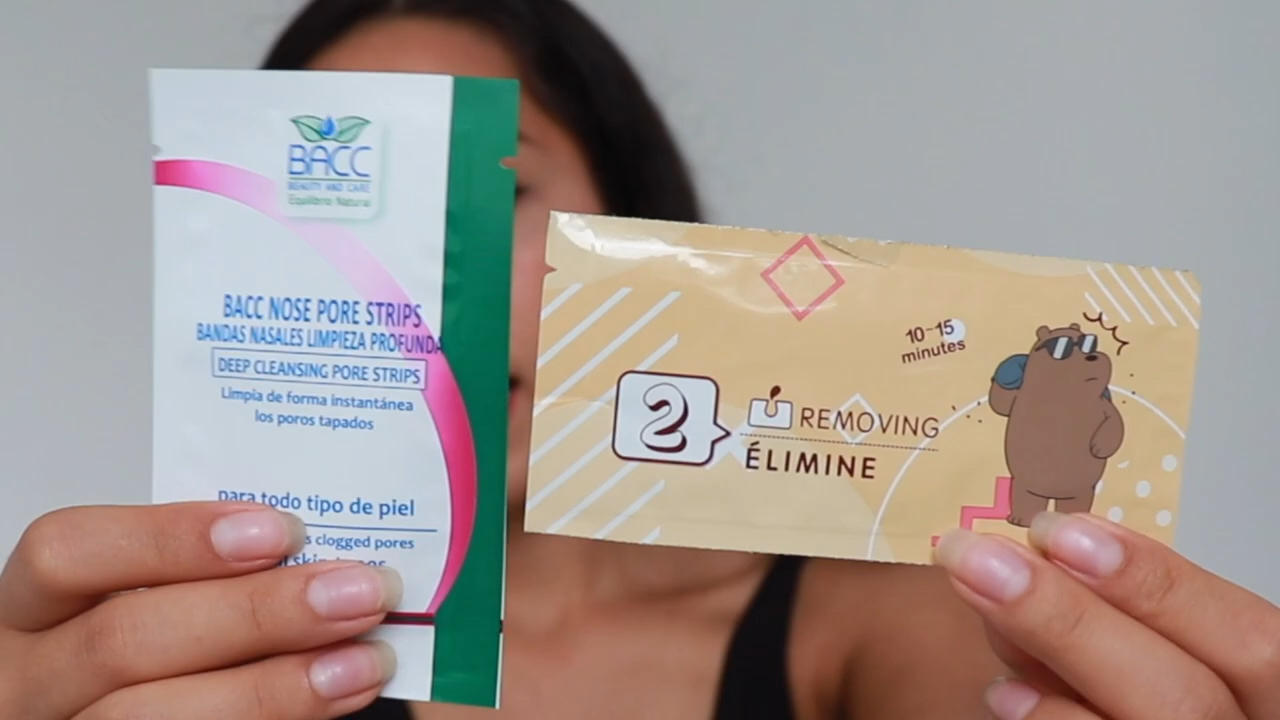 BACC
BEAUTY AND CARE
Equilibrio Natural
BACC NOSE PORE STRIPS
BANDAS NASALES LIMPIEZA PROFUNDA
DEEP CLEANSING PORE STRIPS
Limpia de forma instantánea
los poros tapados
para todo tipo de piel
clogged pores
skin
10-15
minutes
2
REMOVING
ÉLIMINE